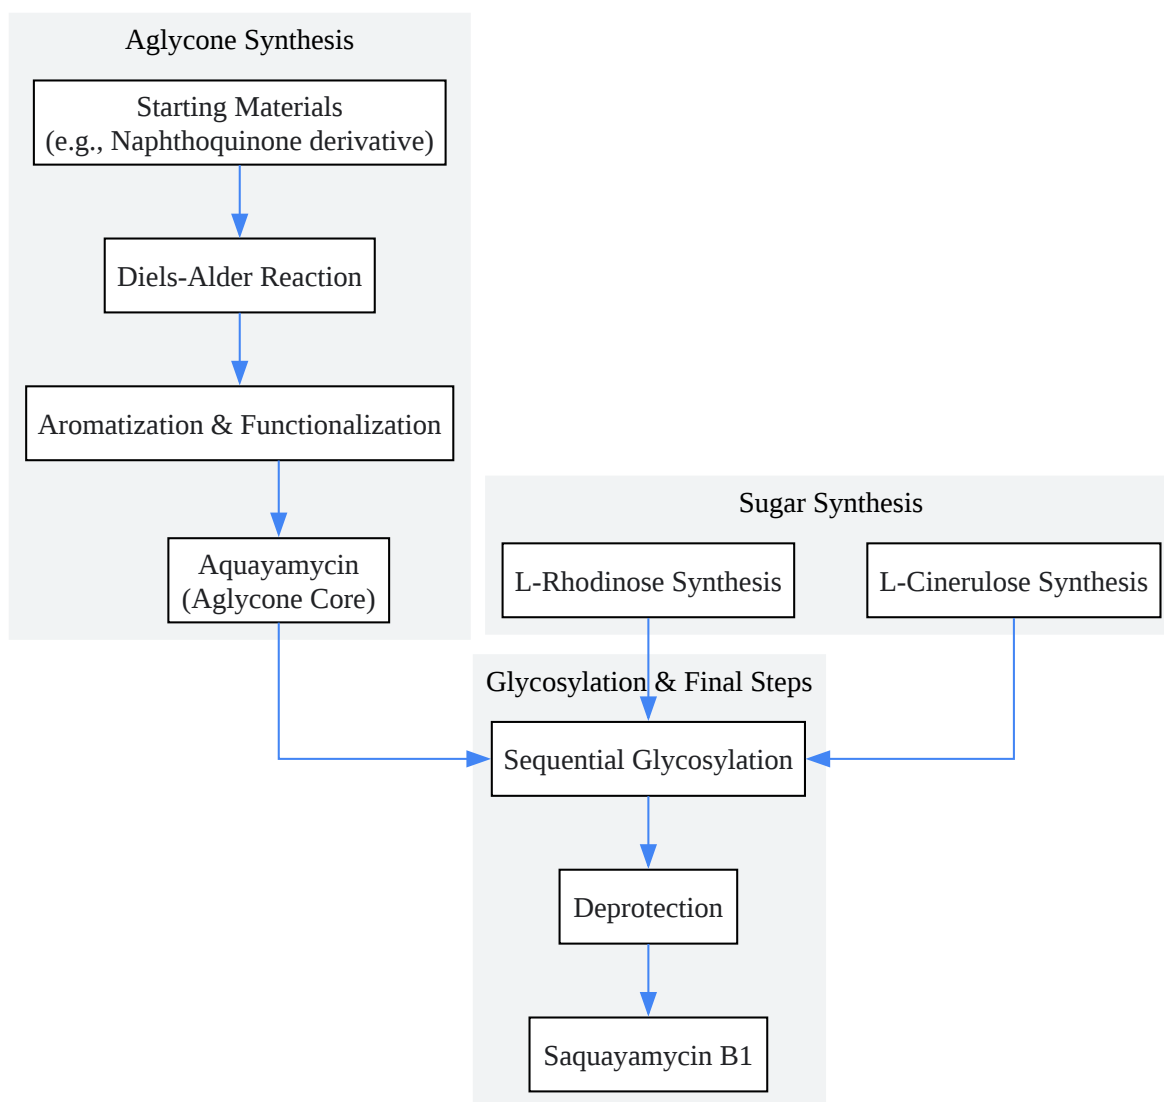 Aglycone Synthesis
Starting Materials
(e.g., Naphthoquinone derivative)
Diels-Alder Reaction
Aromatization & Functionalization
Aquayamycin
(Aglycone Core)
Sugar Synthesis
L-Rhodinose Synthesis
L-Cinerulose Synthesis
Glycosylation & Final Steps
Sequential Glycosylation
Deprotection
Saquayamycin B1